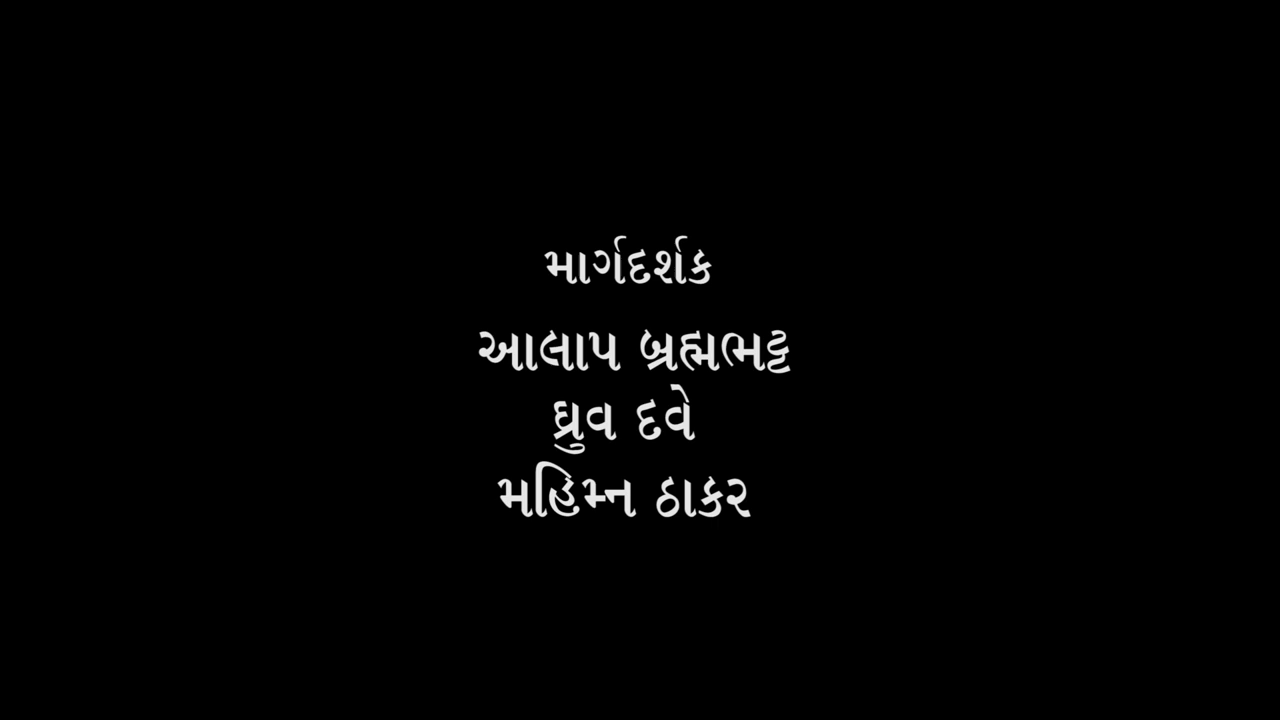 માર્ગદર્શક
આલાપ બ્રહ્મભટ્ટ
ધ્રુવ દવે
મહિમ્ન ઠાકર